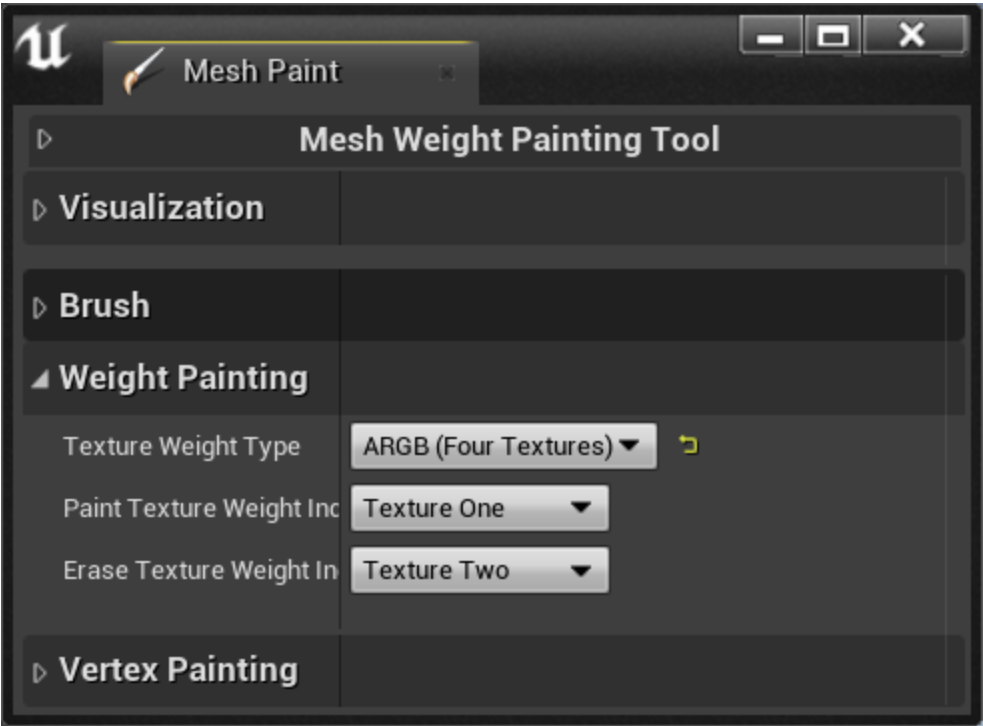 Mesh Paint
Mesh Weight Painting Tool
Visualization
Brush
Weight Painting
Texture Weight Type ARGB (Four Textures)
Paint Texture Weight Ind Texture One
Erase Texture Weight In Texture Two
Vertex Painting